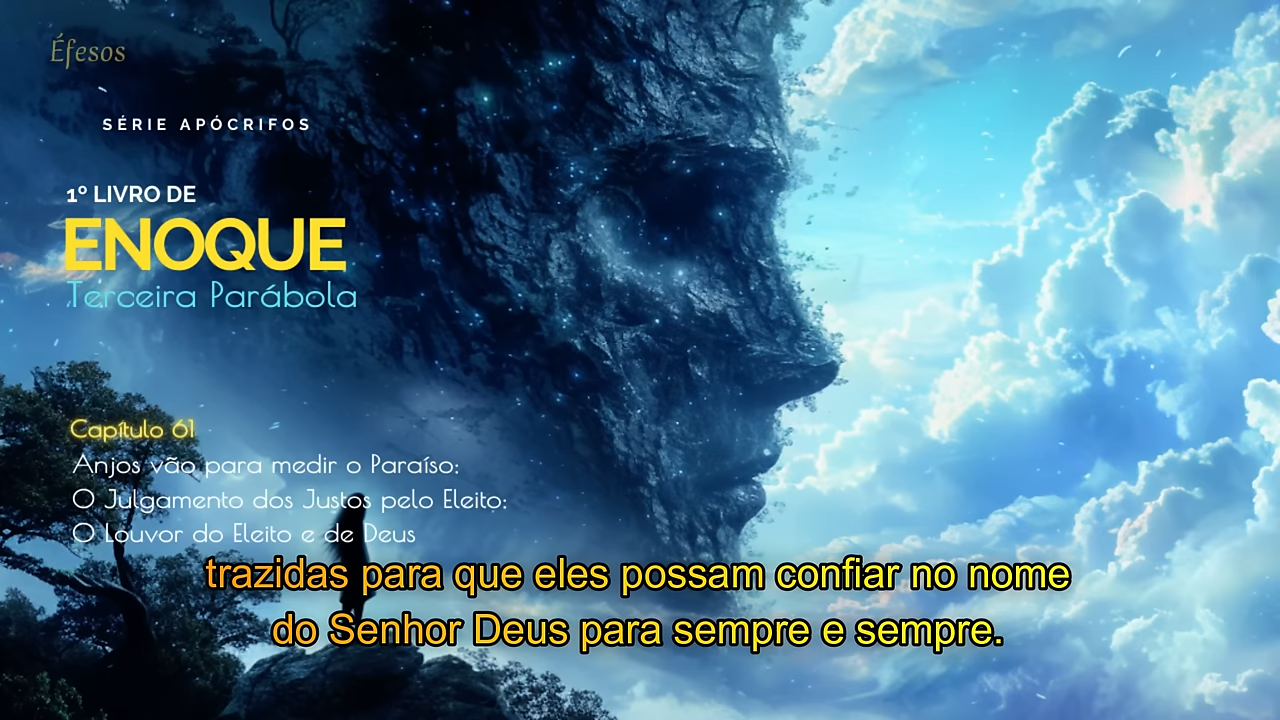 Éfesos
SÉRIE APÓCRIFOS
1º LIVRO DE
ENOQUE
Terceira Parábola
Capítulo 61
Anjos vão para medir o Paraíso:
O Julgamento dos Justos pelo Eleito:
O Louvor do Eleito e de Deus
trazidas para que eles possam confiar no nome
do Senhor Deus para sempre e sempre.